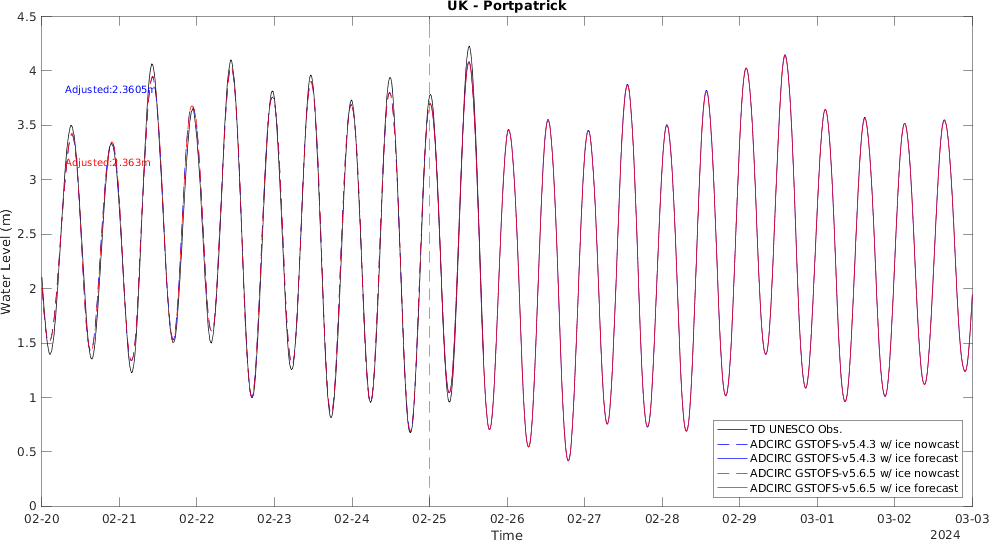 UK - Portpatrick
4.5
4
3.5
3
2.5
2
1.5
1
0.5
0
Water Level (m)
Adjusted:2.3605m
Adjusted:2.363m
TD UNESCO Obs.
ADCIRC GSTOFS-v5.4.3 w/ ice nowcast
ADCIRC GSTOFS-v5.4.3 w/ ice forecast
ADCIRC GSTOFS-v5.6.5 w/ ice nowcast
ADCIRC GSTOFS-v5.6.5 w/ ice forecast
02-20 02-21 02-22 02-23 02-24 02-25 02-26 02-27 02-28 02-29 03-01 03-02 03-03
Time
2024